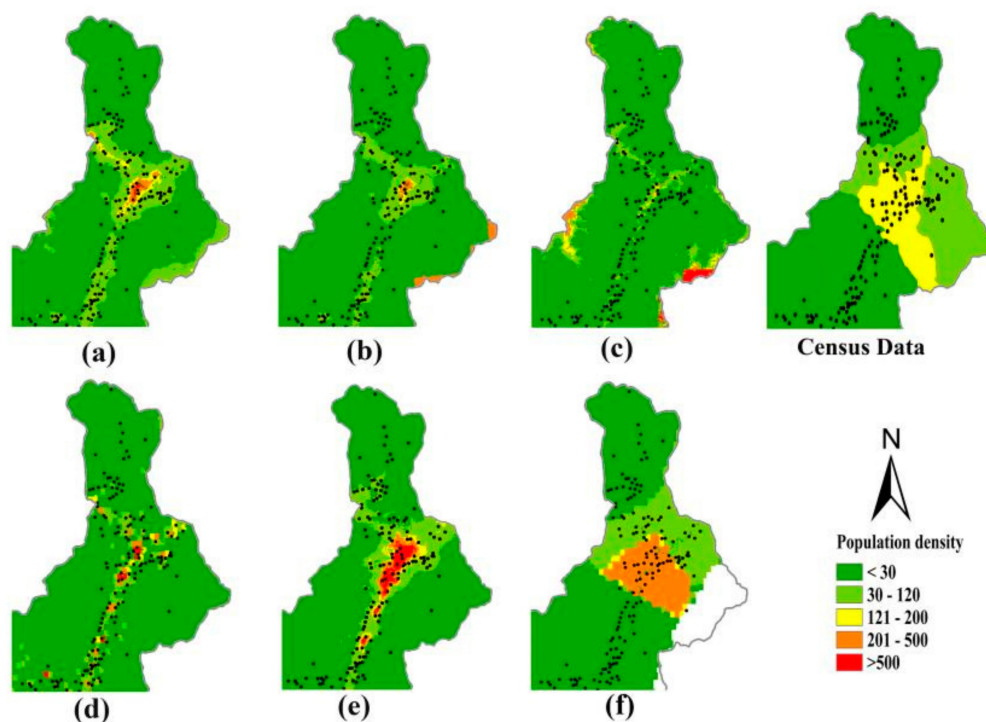 (a)
(b)
(c)
Census Data
(d)
(e)
(f)
N
Population density
< 30
30 - 120
121 - 200
201 - 500
>500